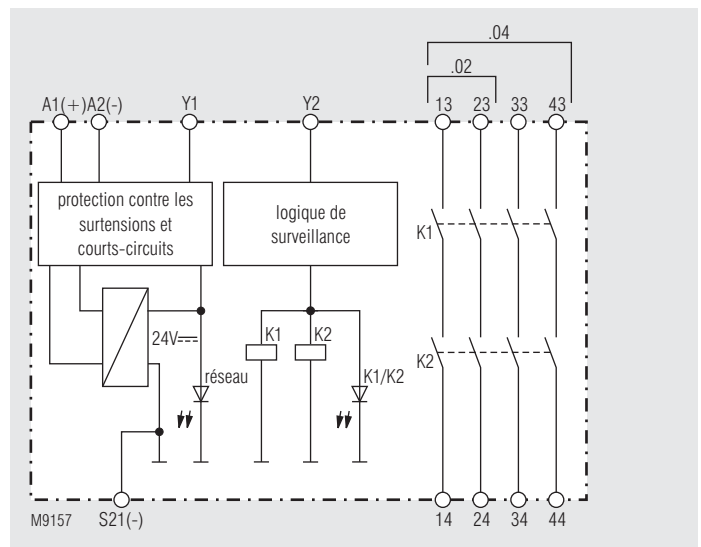 .04
.02
A1(+) A2(-) Y1 Y2 13 23 33 43
protection contre les
surtensions et
courts-circuits
logique de
surveillance
K1
24V
K1 K2
K2
réseau
K1/K2
M9157 S21(-) 14 24 34 44